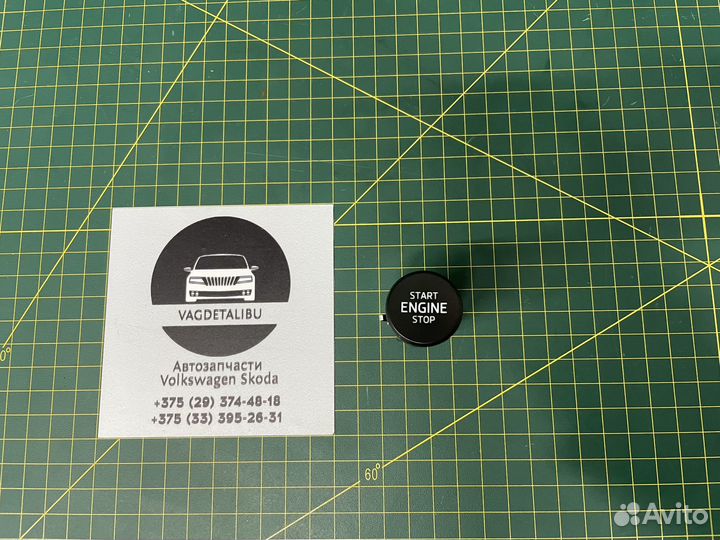 VAGDETALIBU
Автозапчасти
Volkswagen Skoda
+375 (29) 374-48-18
+375 (33) 395-26-31
START
ENGINE
STOP
0°
60°
Avito